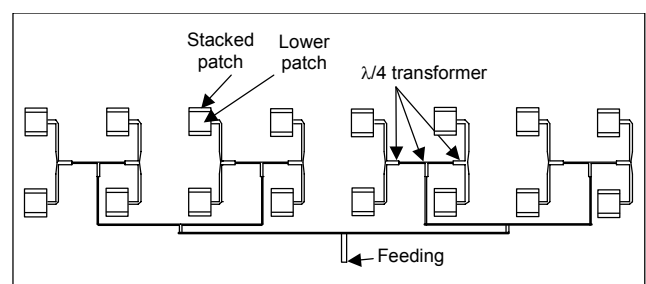 Stacked
patch
Lower
patch
λ/4 transformer
Feeding